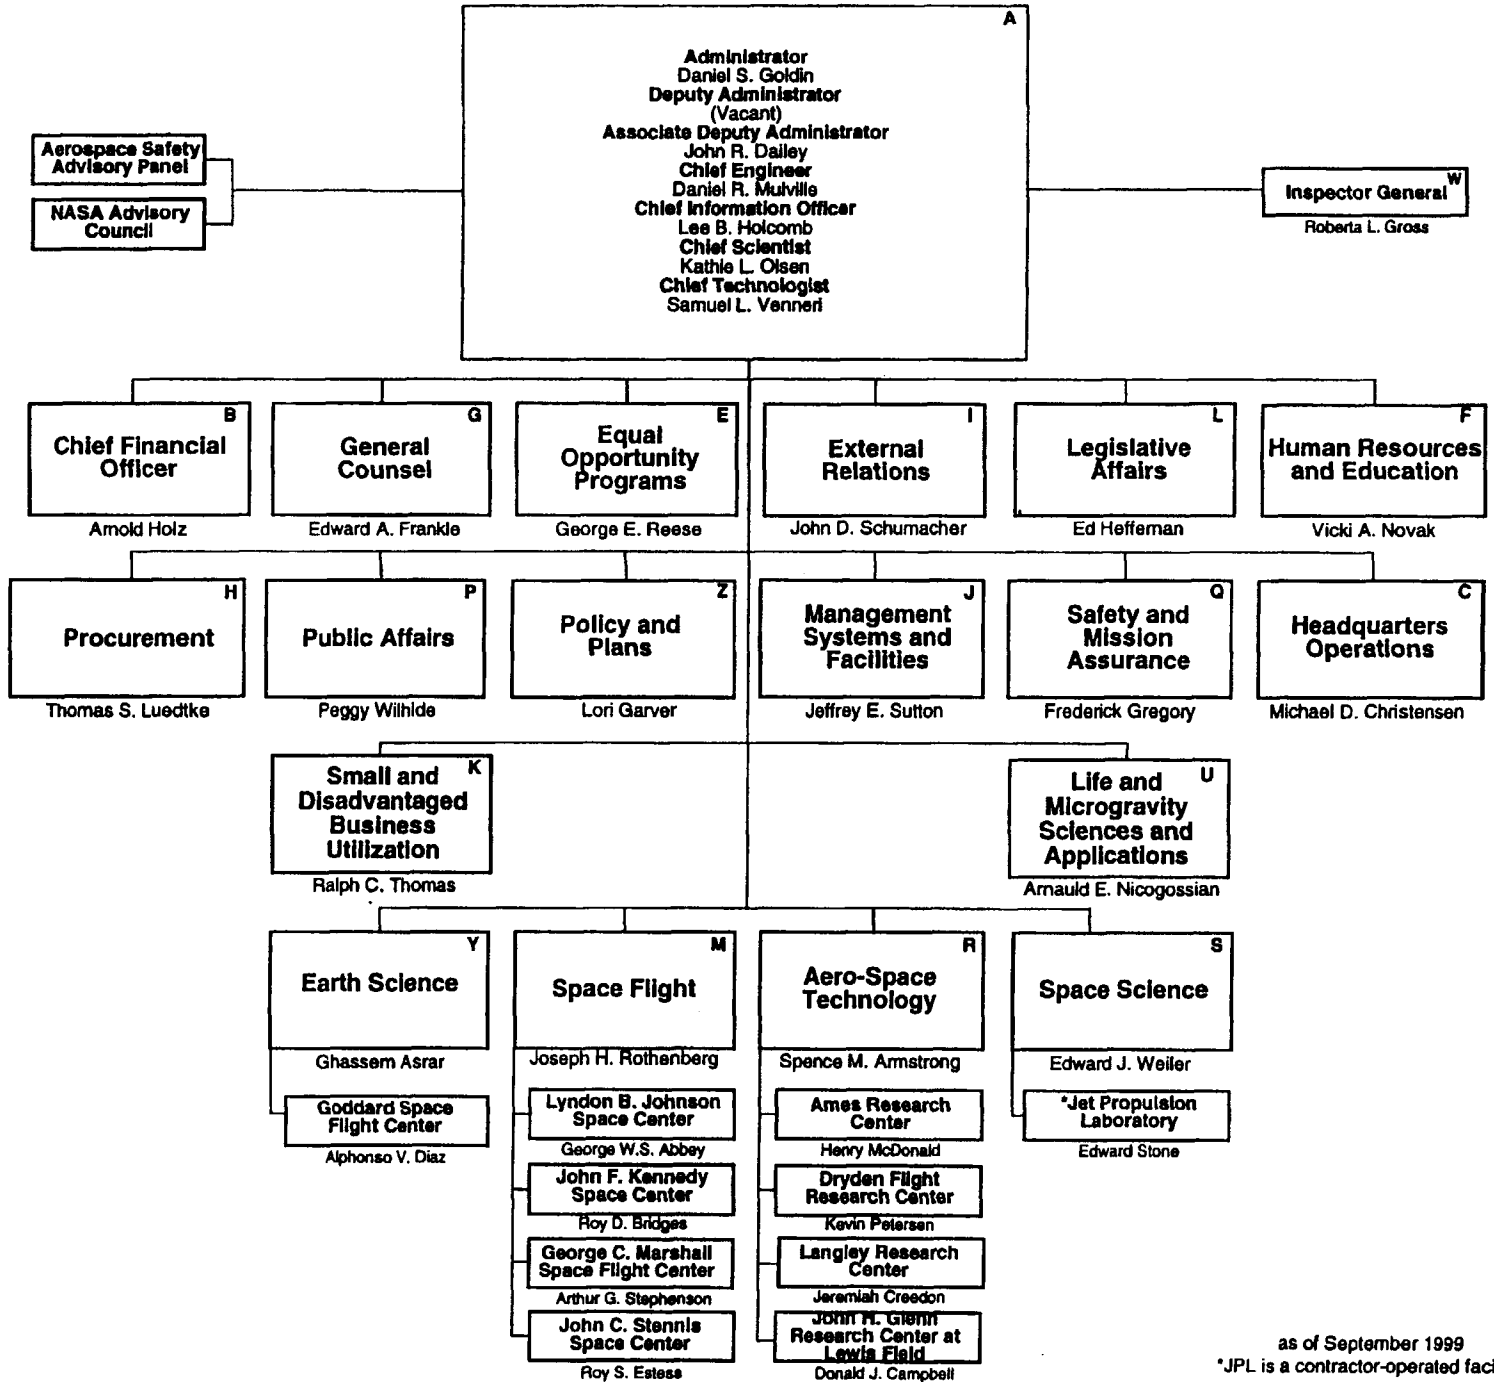 A
Administrator
Daniel S. Goldin
Deputy Administrator
(Vacant)
Associate Deputy Administrator
John R. Dailey
Chief Engineer
Daniel R. Mulville
Chief Information Officer
Lee B. Holcomb
Chief Scientist
Kathie L. Olsen
Chief Technologist
Samuel L. Venneri
Aerospace Safety
Advisory Panel
NASA Advisory
Council
W
Inspector General
Roberta L. Gross
B
Chief Financial
Officer
Arnold Holz
G
General
Counsel
Edward A. Frankle
E
Equal
Opportunity
Programs
George E. Reese
I
External
Relations
John D. Schumacher
L
Legislative
Affairs
Ed Heffernan
F
Human Resources
and Education
Vicki A. Novak
H
Procurement
Thomas S. Luedtke
P
Public Affairs
Peggy Wilhide
Z
Policy and
Plans
Lori Garver
J
Management
Systems and
Facilities
Jeffrey E. Sutton
Q
Safety and
Mission
Assurance
Frederick Gregory
C
Headquarters
Operations
Michael D. Christensen
K
Small and
Disadvantaged
Business
Utilization
Ralph C. Thomas
U
Life and
Microgravity
Sciences and
Applications
Arnauld E. Nicogossian
Y
Earth Science
Ghassem Asrar
Goddard Space
Flight Center
Alphonso V. Diaz
M
Space Flight
Joseph H. Rothenberg
Lyndon B. Johnson
Space Center
George W.S. Abbey
John F. Kennedy
Space Center
Roy D. Bridges
George C. Marshall
Space Flight Center
Arthur G. Stephenson
John C. Stennis
Space Center
Roy S. Estess
R
Aero-Space
Technology
Spence M. Armstrong
Ames Research
Center
Henry McDonald
Dryden Flight
Research Center
Kevin Petersen
Langley Research
Center
Jeremiah Creedon
John H. Glenn
Research Center at
Lewis Field
Donald J. Campbell
S
Space Science
Edward J. Weiler
*Jet Propulsion
Laboratory
Edward Stone
as of September 1999
*JPL is a contractor-operated faci